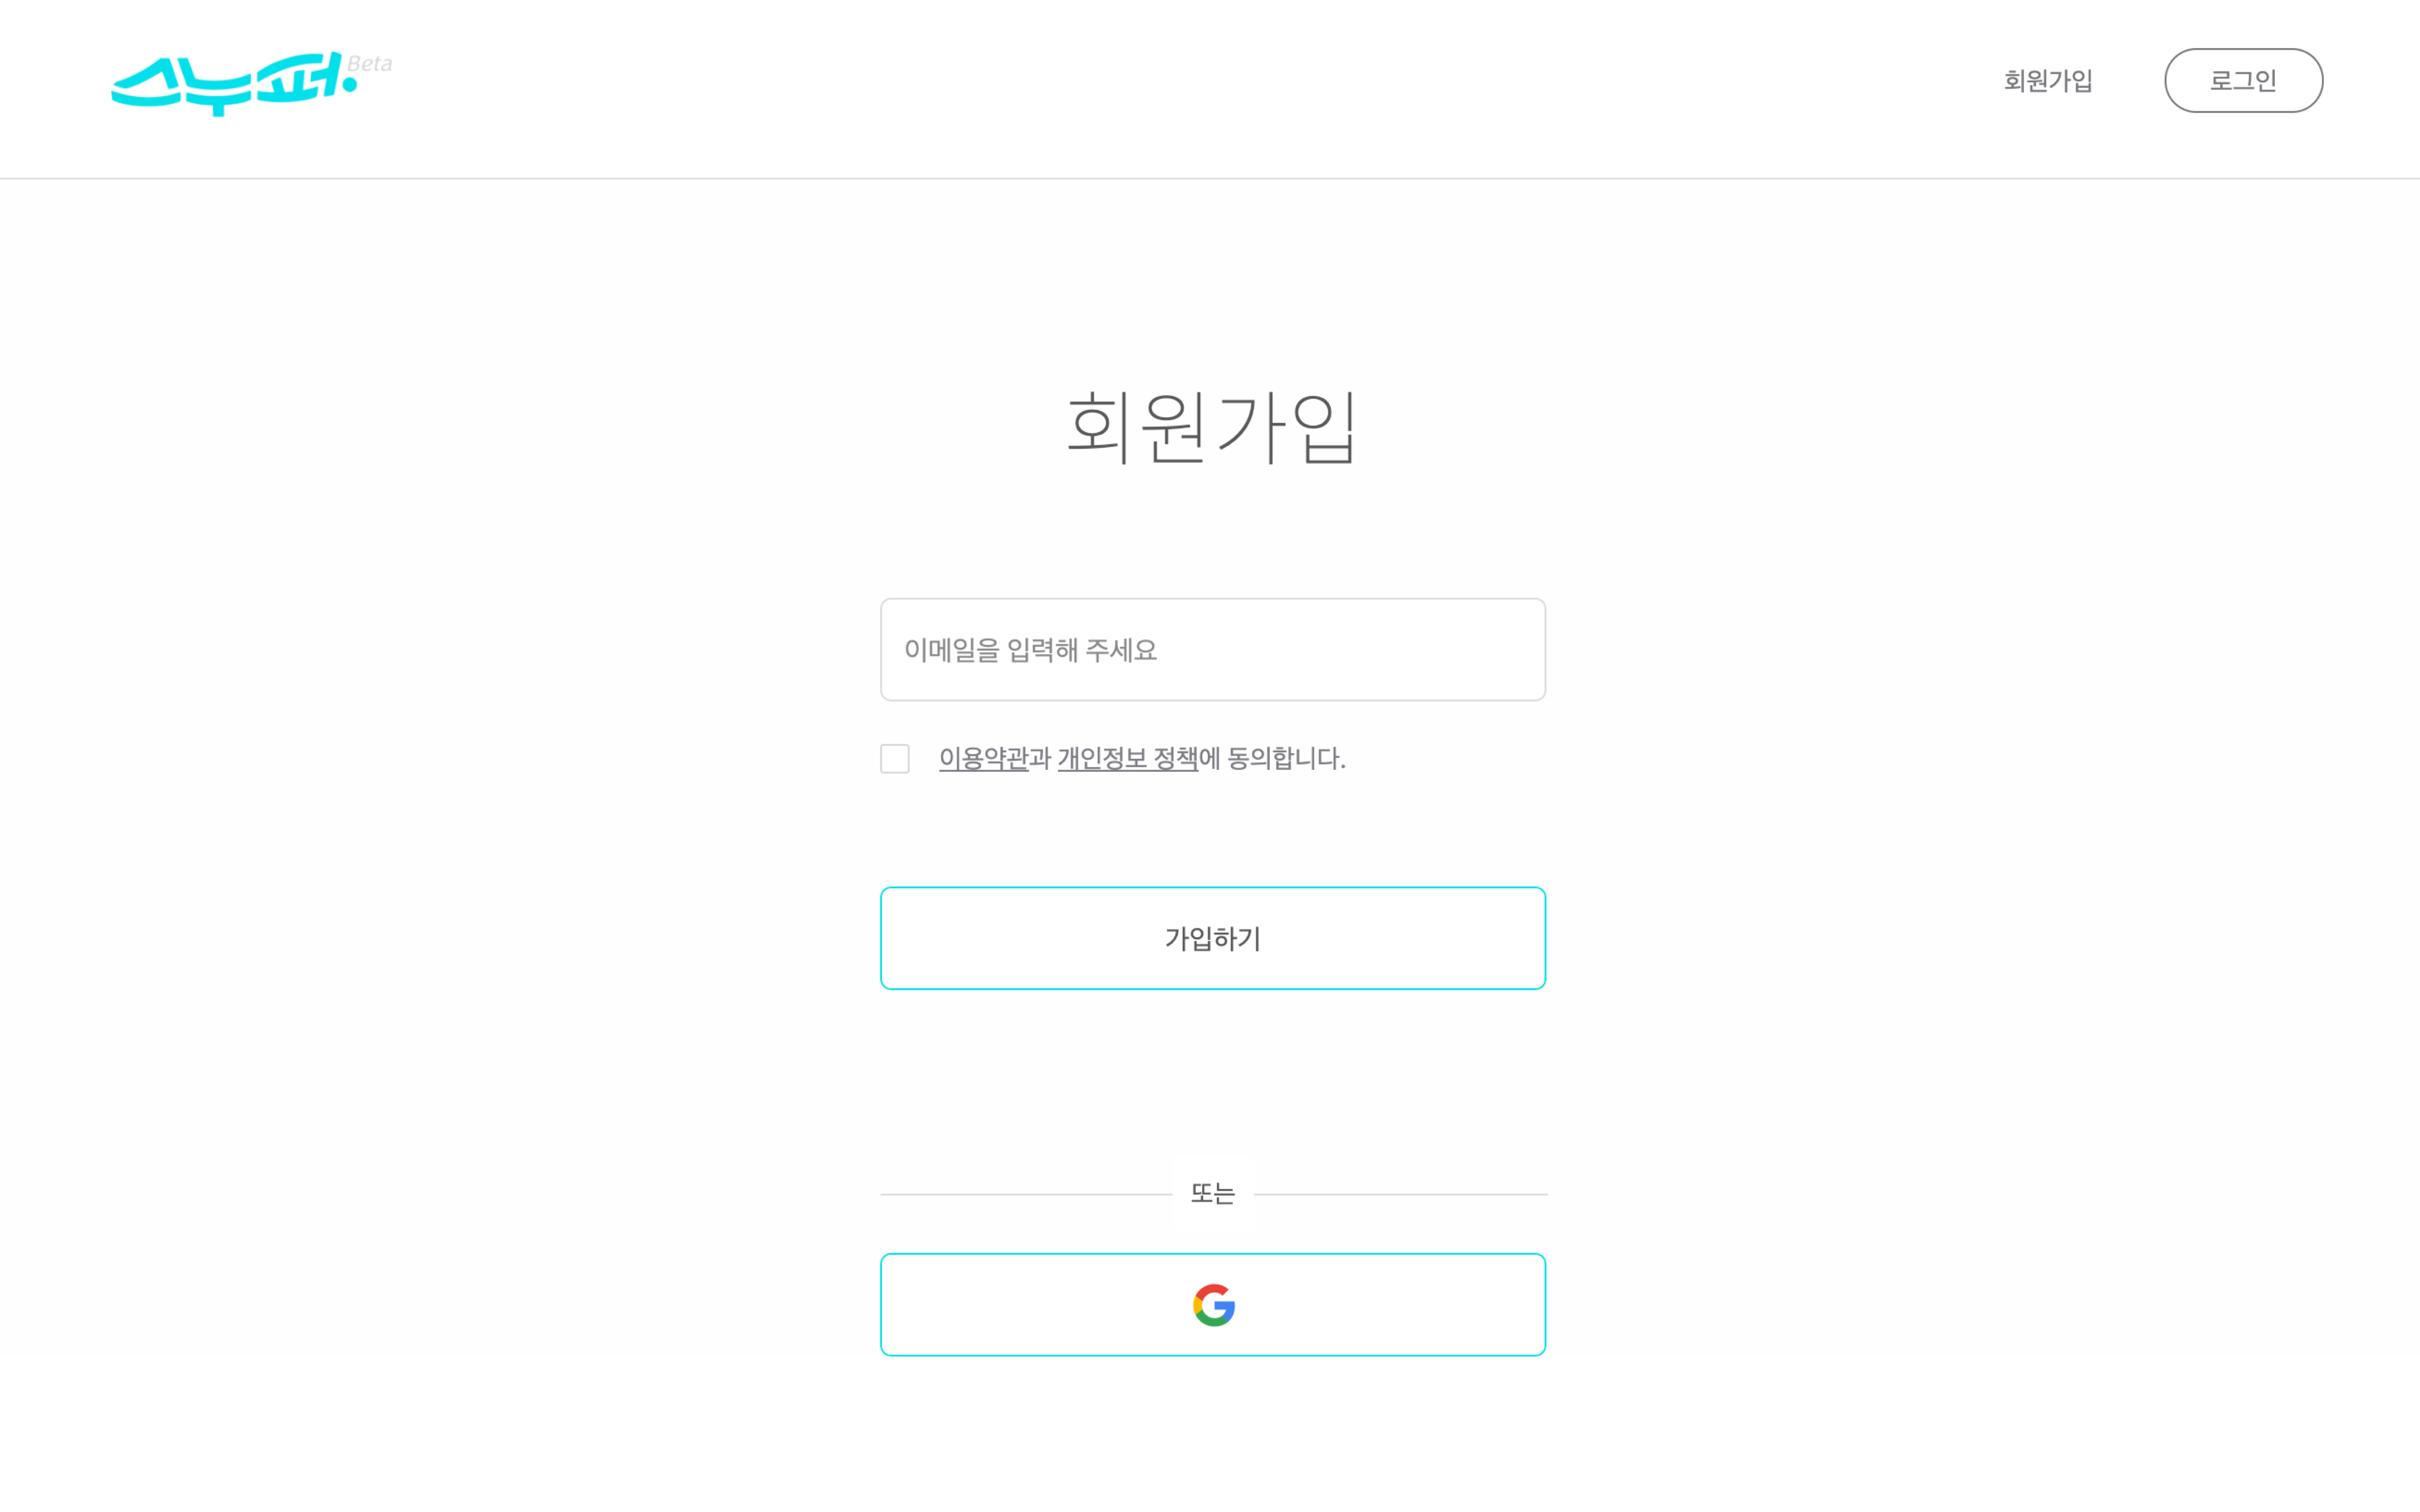 스누퍼. Beta
회원가입
로그인
회원가입
이메일을 입력해 주세요
이용약관과 개인정보 정책에 동의합니다.
가입하기
또는